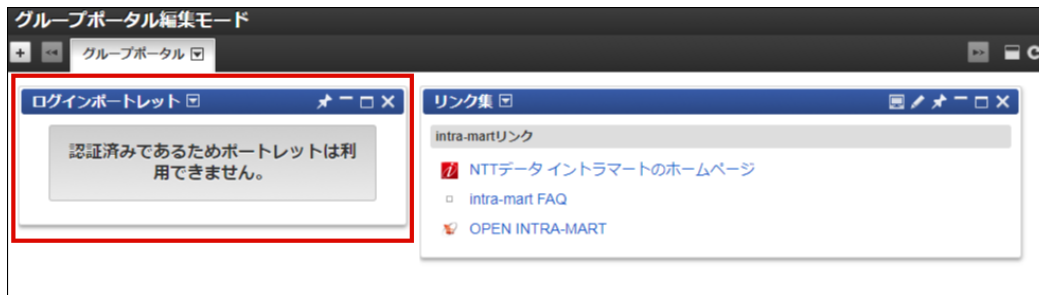 グループポータル編集モード
グループポータル
ログインポートレット
認証済みであるためポートレットは利
用できません。
リンク集
intra-martリンク
NTTデータ イントラマートのホームページ
intra-mart FAQ
OPEN INTRA-MART